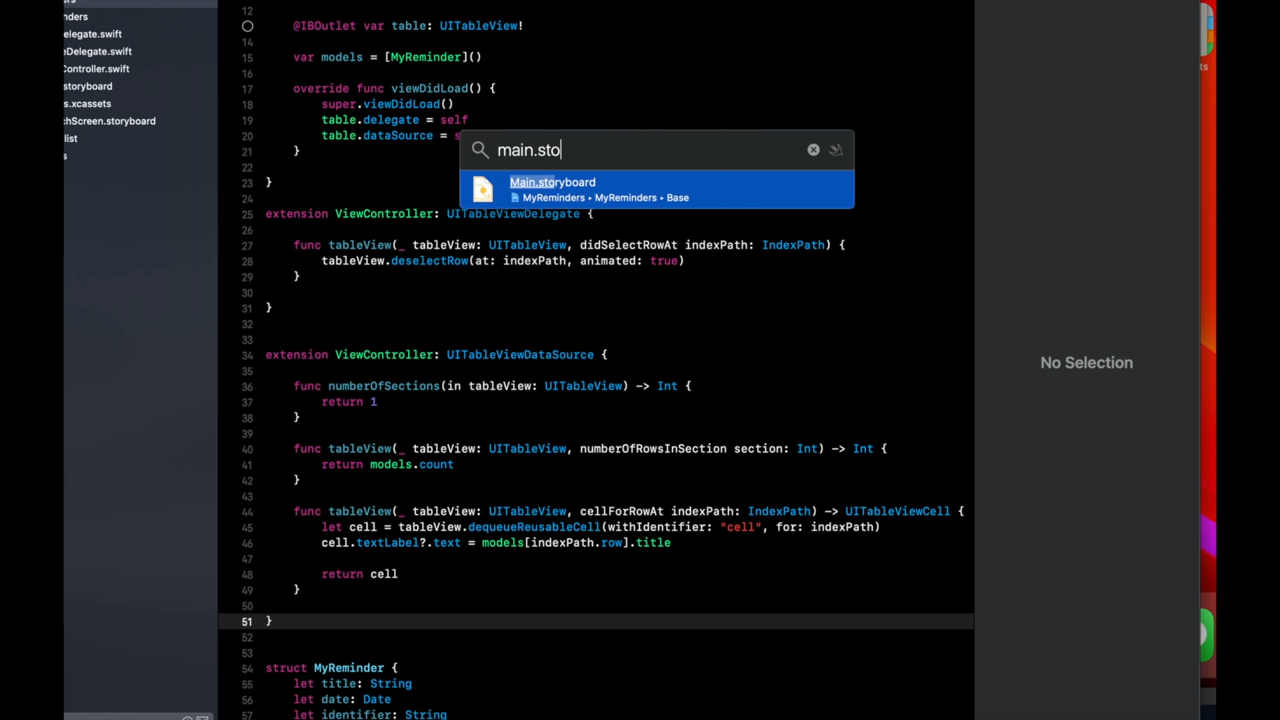 nders
elegate.swift
eDelegate.swift
Controller.swift
storyboard
s.xcassets
chScreen.storyboard
list
s
12
@IBOutlet var table: UITableView!
14
15 var models = [MyReminder]()
16
17 override func viewDidLoad() {
18 super.viewDidLoad()
19 table.delegate = self
20 table.dataSource = s
21 }
22
23 }
24
25 extension ViewController: UITableViewDelegate {
26
27 func tableView(_ tableView: UITableView, didSelectRowAt indexPath: IndexPath) {
28 tableView.deselectRow(at: indexPath, animated: true)
29 }
30
31 }
32
33
34 extension ViewController: UITableViewDataSource {
35
36 func numberOfSections(in tableView: UITableView) -> Int {
37 return 1
38 }
39
40 func tableView(_ tableView: UITableView, numberOfRowsInSection section: Int) -> Int {
41 return models.count
42 }
43
44 func tableView(_ tableView: UITableView, cellForRowAt indexPath: IndexPath) -> UITableViewCell {
45 let cell = tableView.dequeueReusableCell(withIdentifier: "cell", for: indexPath)
46 cell.textLabel?.text = models[indexPath.row].title
47
48 return cell
49 }
50
51 }
52
53
54 struct MyReminder {
55 let title: String
56 let date: Date
57 let identifier: String
main.sto
Main.storyboard
MyReminders ▸ MyReminders ▸ Base
No Selection
ts